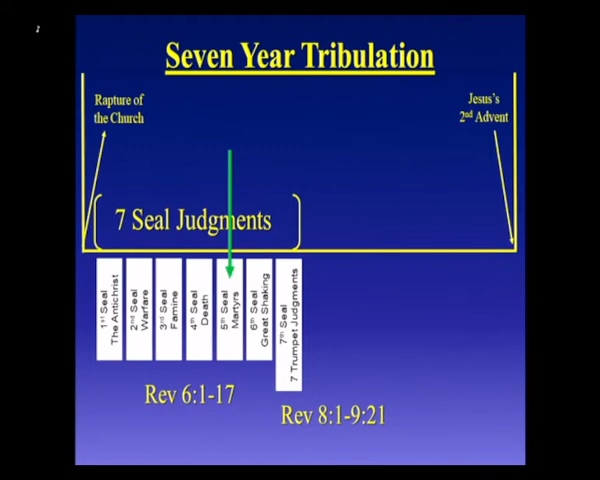 Seven Year Tribulation
Rapture of
the Church
Jesus's
2nd Advent
7 Seal Judgments
1st Seal
The Antichrist
2nd Seal
Warfare
3rd Seal
Famine
4th Seal
Death
5th Seal
Martyrs
6th Seal
Great Shaking
7th Seal
7 Trumpet Judgments
Rev 6:1-17
Rev 8:1-9:21